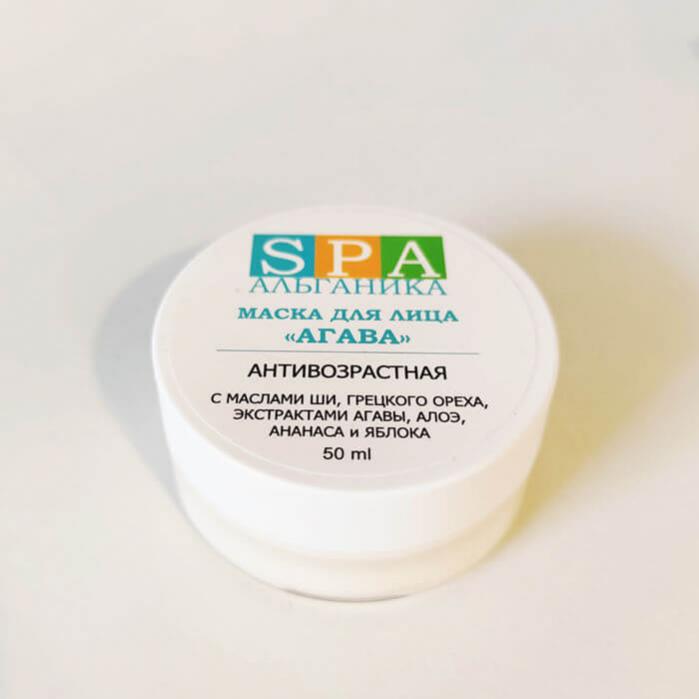 SPA
АЛЬГАНИКА
МАСКА ДЛЯ ЛИЦА
«АГАВА»
АНТИВОЗРАСТНАЯ
С МАСЛАМИ ШИ, ГРЕЦКОГО ОРЕХА,
ЭКСТРАКТАМИ АГАВЫ, АЛОЭ,
АНАНАСА и ЯБЛОКА
50 ml